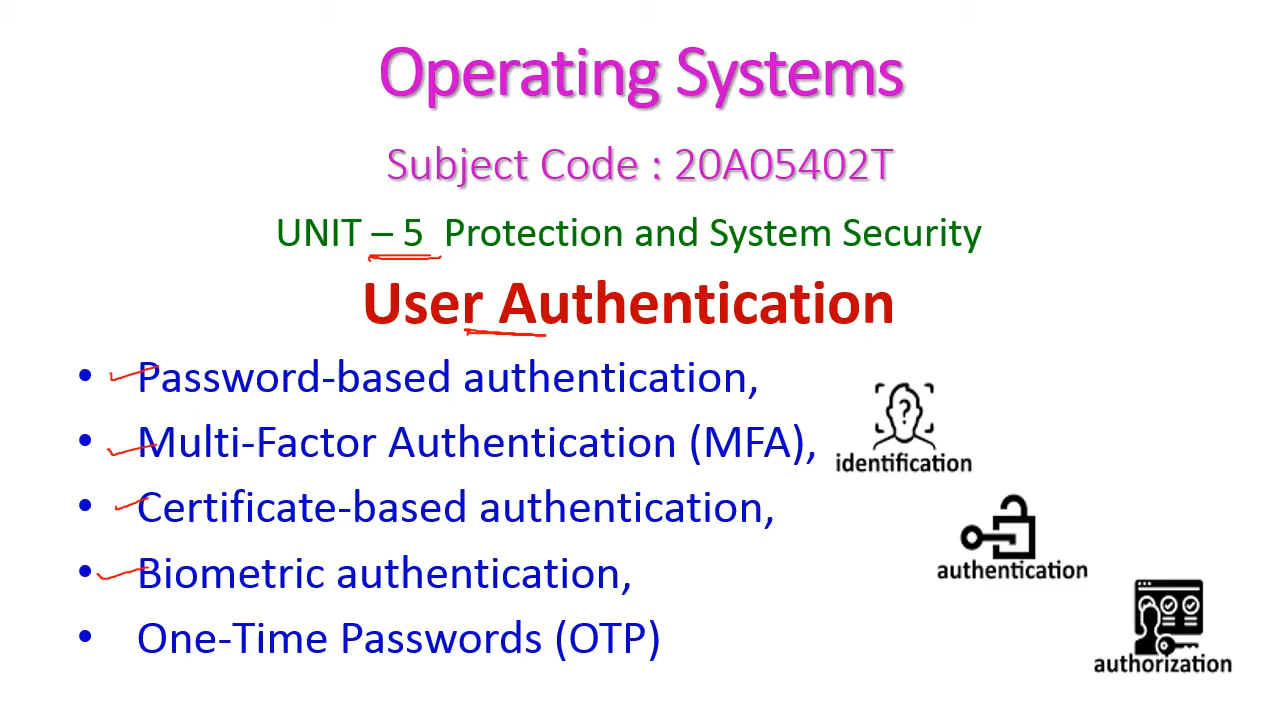 Operating Systems
Subject Code : 20A05402T
UNIT – 5 Protection and System Security
User Authentication
• Password-based authentication,
• Multi-Factor Authentication (MFA),
• Certificate-based authentication,
• Biometric authentication,
• One-Time Passwords (OTP)
?
identification
authentication
authorization